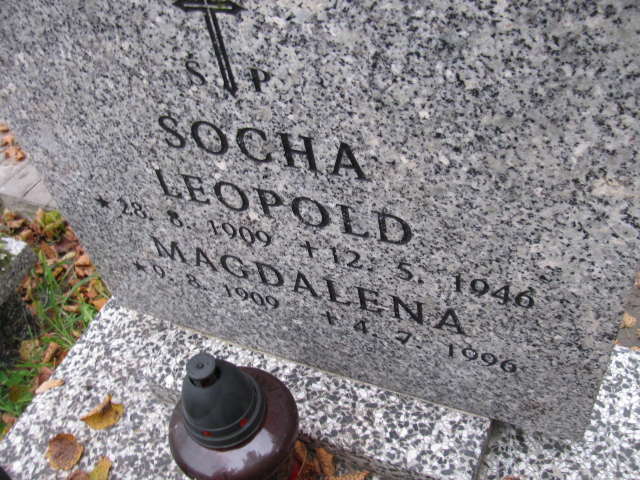 S P
SOCHA
LEOPOLD
* 28. 8. 1909 + 12. 5. 1946
MAGDALENA
* 9. 8. 1909 + 4. 7. 1996